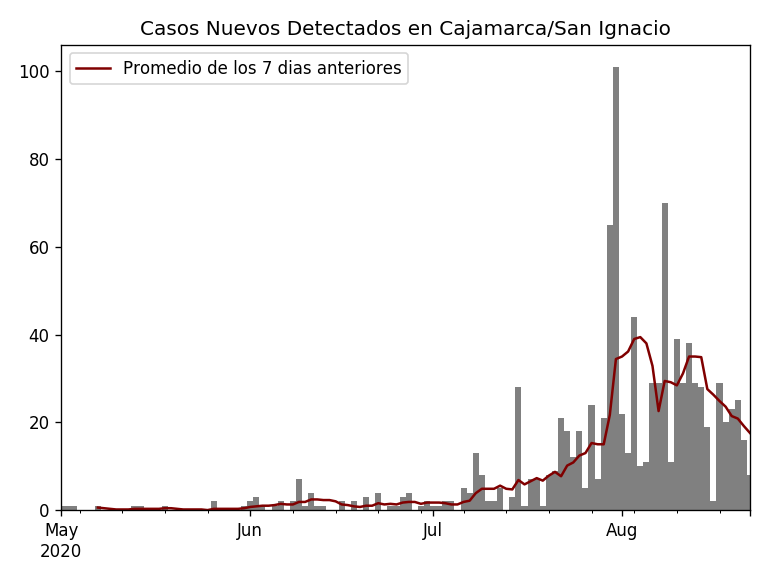 Casos Nuevos Detectados en Cajamarca/San Ignacio
Promedio de los 7 dias anteriores
100
80
60
40
20
0
May Jun Jul Aug
2020